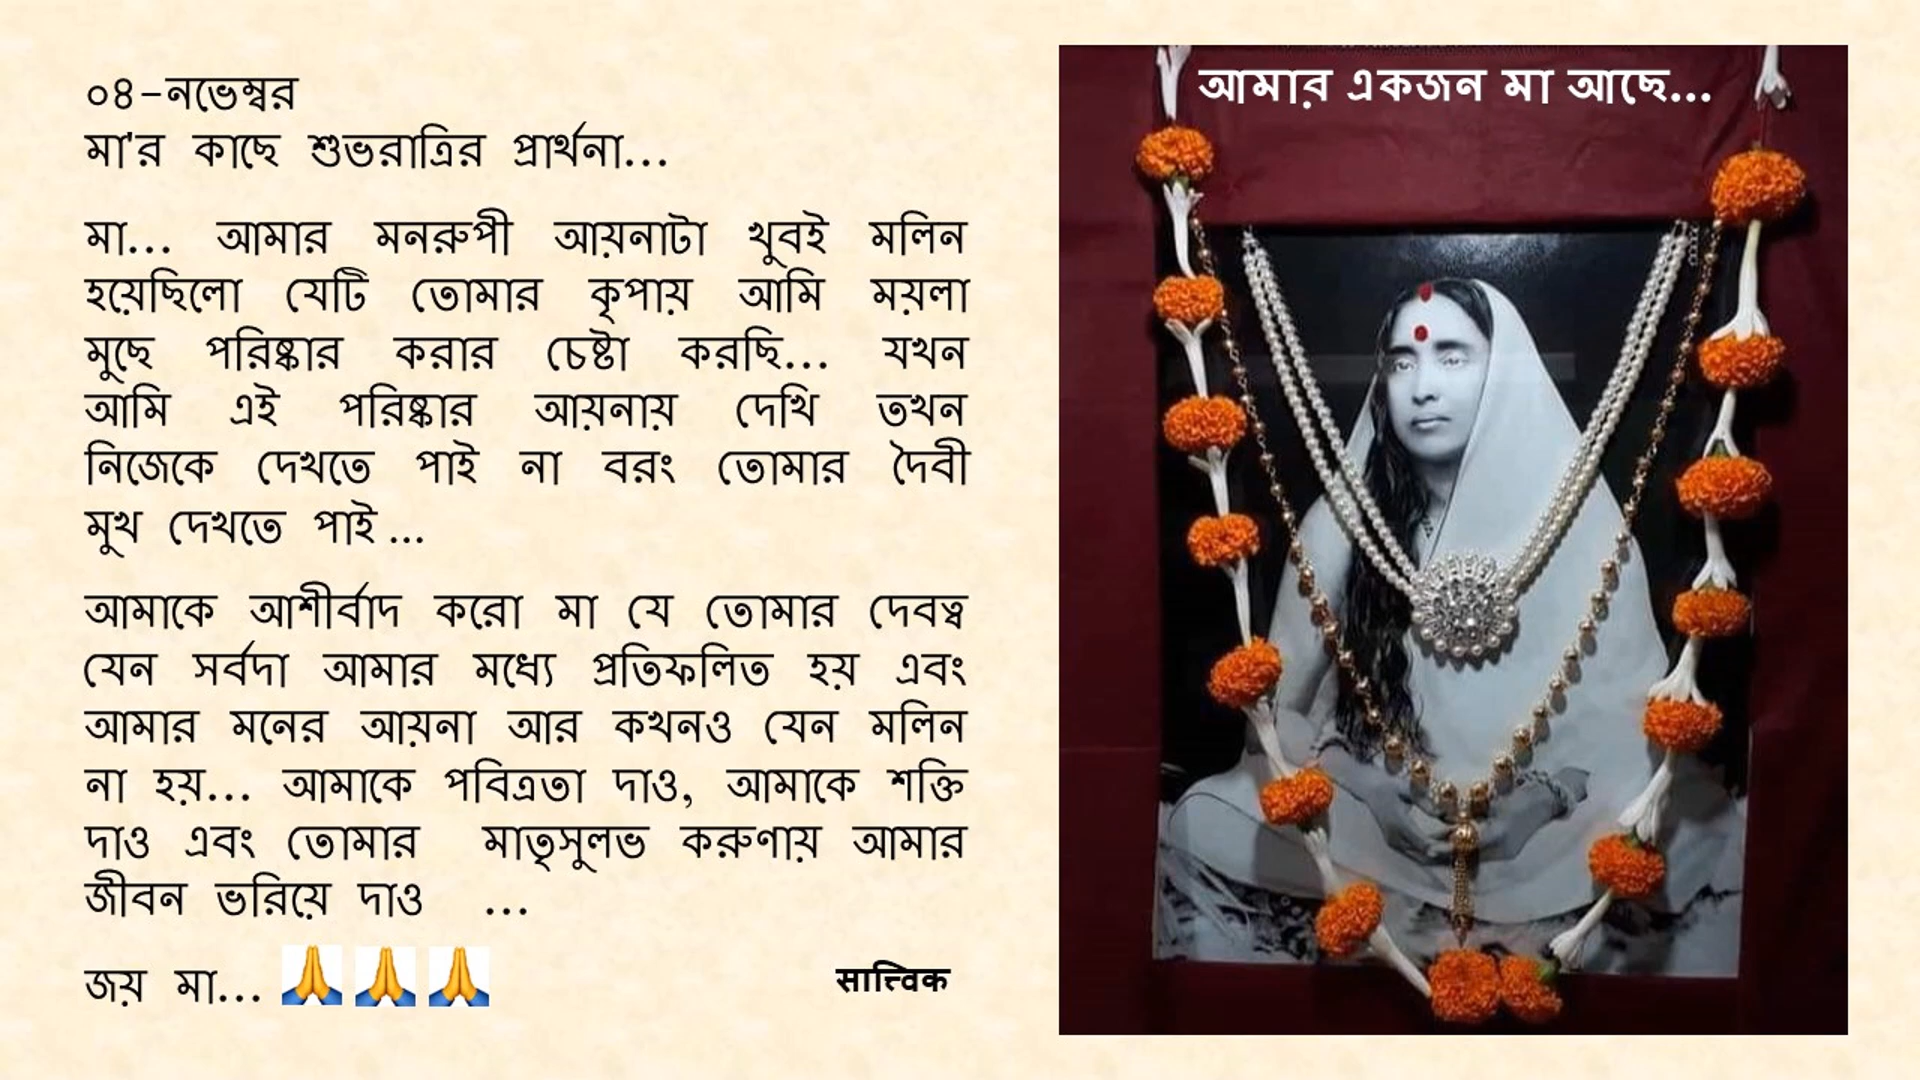 ০৪-নভেম্বর
মা'র কাছে শুভরাত্রির প্রার্থনা...
মা... আমার মনরুপী আয়নাটা খুবই মলিন
হয়েছিলো যেটি তোমার কৃপায় আমি ময়লা
মুছে পরিষ্কার করার চেষ্টা করছি... যখন
আমি এই পরিষ্কার আয়নায় দেখি তখন
নিজেকে দেখতে পাই না বরং তোমার দৈবী
মুখ দেখতে পাই ...
আমাকে আশীর্বাদ করো মা যে তোমার দেবত্ব
যেন সর্বদা আমার মধ্যে প্রতিফলিত হয় এবং
আমার মনের আয়না আর কখনও যেন মলিন
না হয়... আমাকে পবিত্রতা দাও, আমাকে শক্তি
দাও এবং তোমার মাতৃসুলভ করুণায় আমার
জীবন ভরিয়ে দাও ...
জয় মা... 🙏🙏🙏
सात्त्विक
আমার একজন মা আছে...